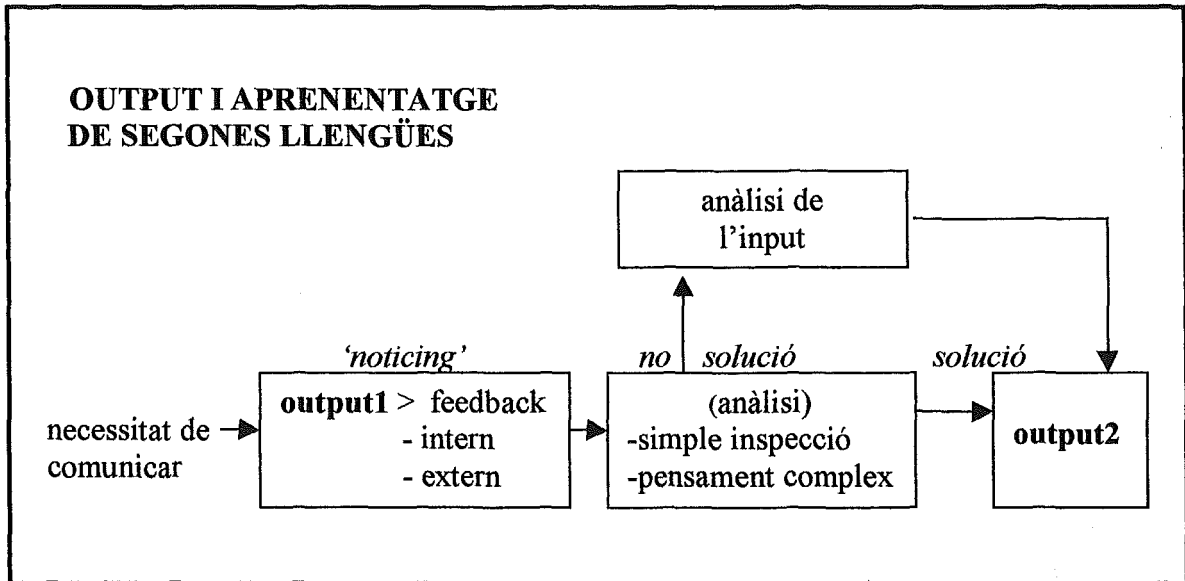 OUTPUT I APRENENTATGE
DE SEGONES LLENGÜES
anàlisi de
l'input
‘noticing’
no solució
solució
necessitat de
comunicar
output1 > feedback
- intern
- extern
(anàlisi)
-simple inspecció
-pensament complex
output2